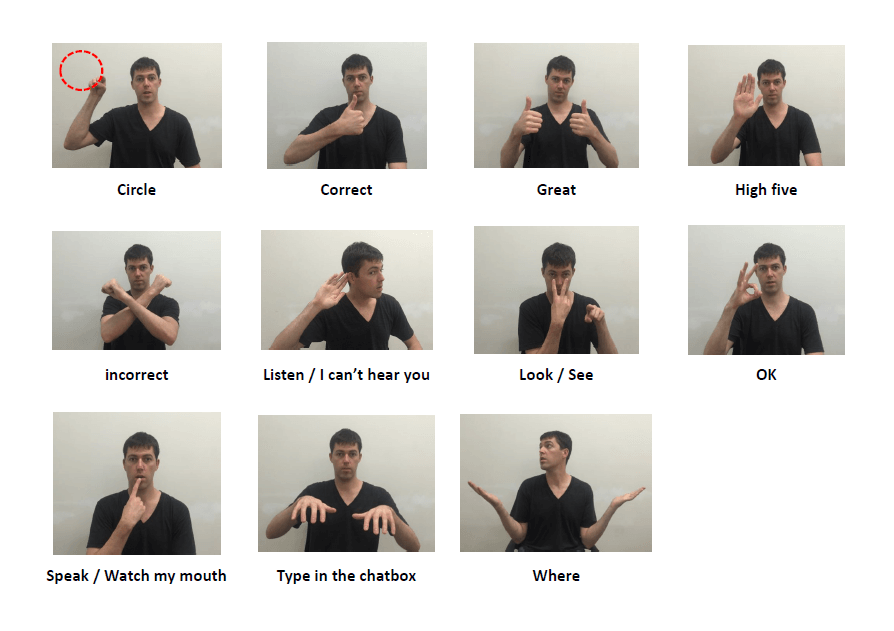 Circle
Correct
Great
High five
incorrect
Listen / I can’t hear you
Look / See
OK
Speak / Watch my mouth
Type in the chatbox
Where